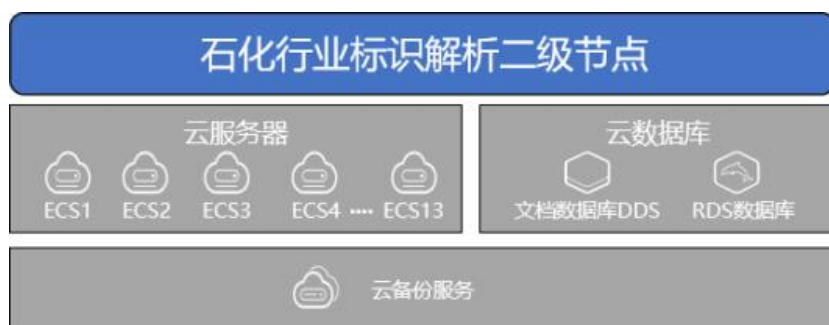 石化行业标识解析二级节点
云服务器
ECS1 ECS2 ECS3 ECS4 ···· ECS13
云数据库
文档数据库DDS RDS数据库
云备份服务